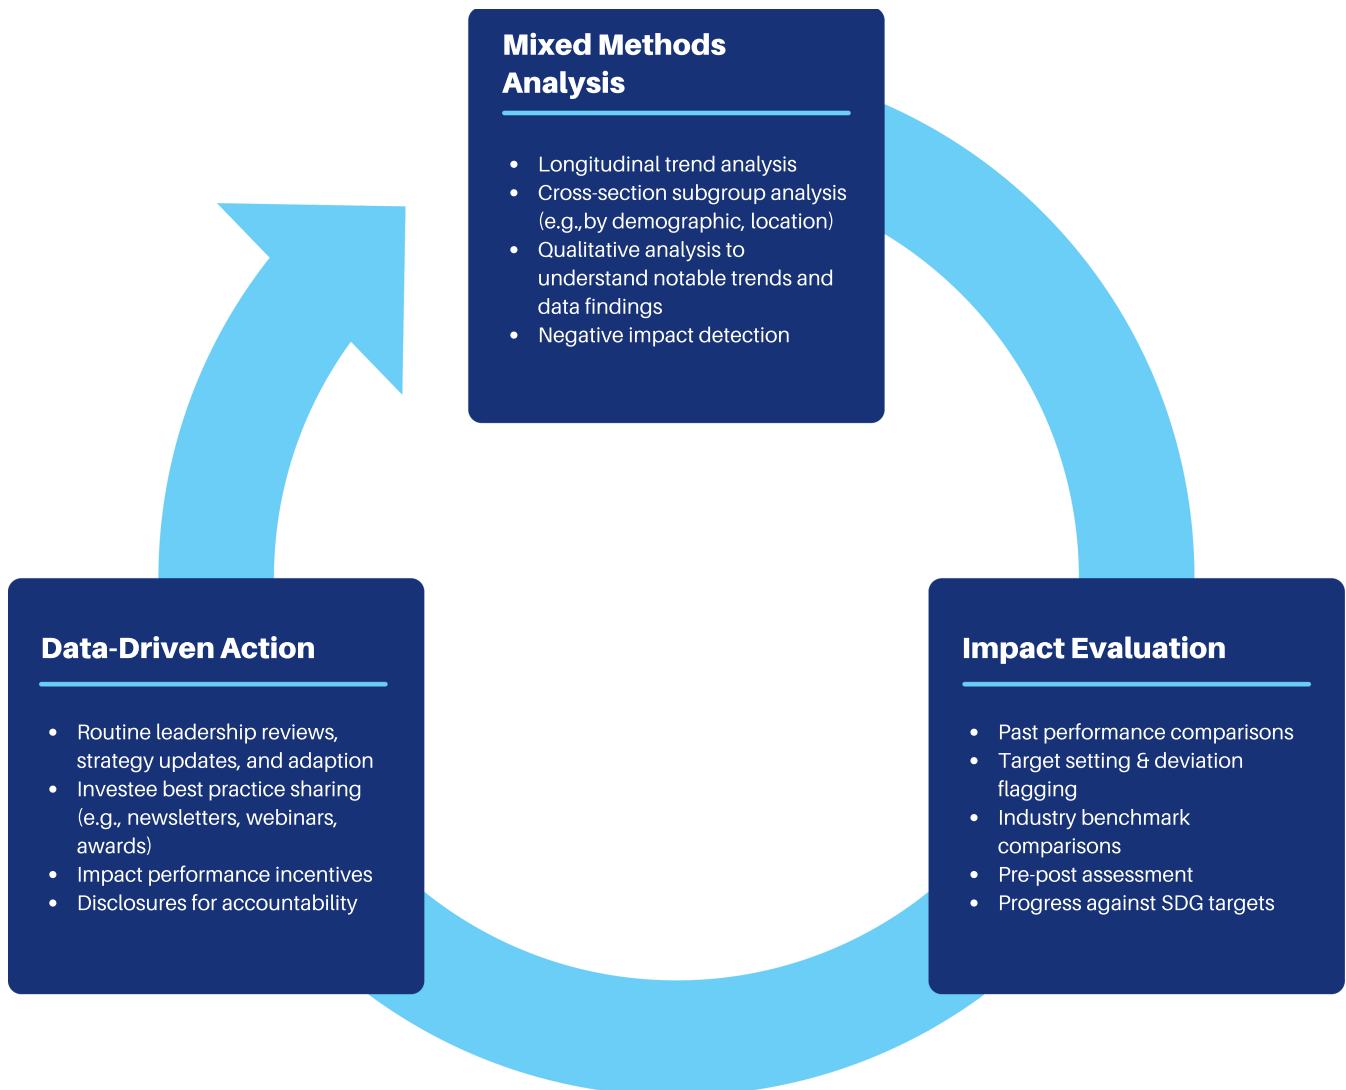 Mixed Methods
Analysis
• Longitudinal trend analysis
• Cross-section subgroup analysis
(e.g.,by demographic, location)
• Qualitative analysis to
understand notable trends and
data findings
• Negative impact detection
Data-Driven Action
• Routine leadership reviews,
strategy updates, and adaption
• Investee best practice sharing
(e.g., newsletters, webinars,
awards)
• Impact performance incentives
• Disclosures for accountability
Impact Evaluation
• Past performance comparisons
• Target setting & deviation
flagging
• Industry benchmark
comparisons
• Pre-post assessment
• Progress against SDG targets